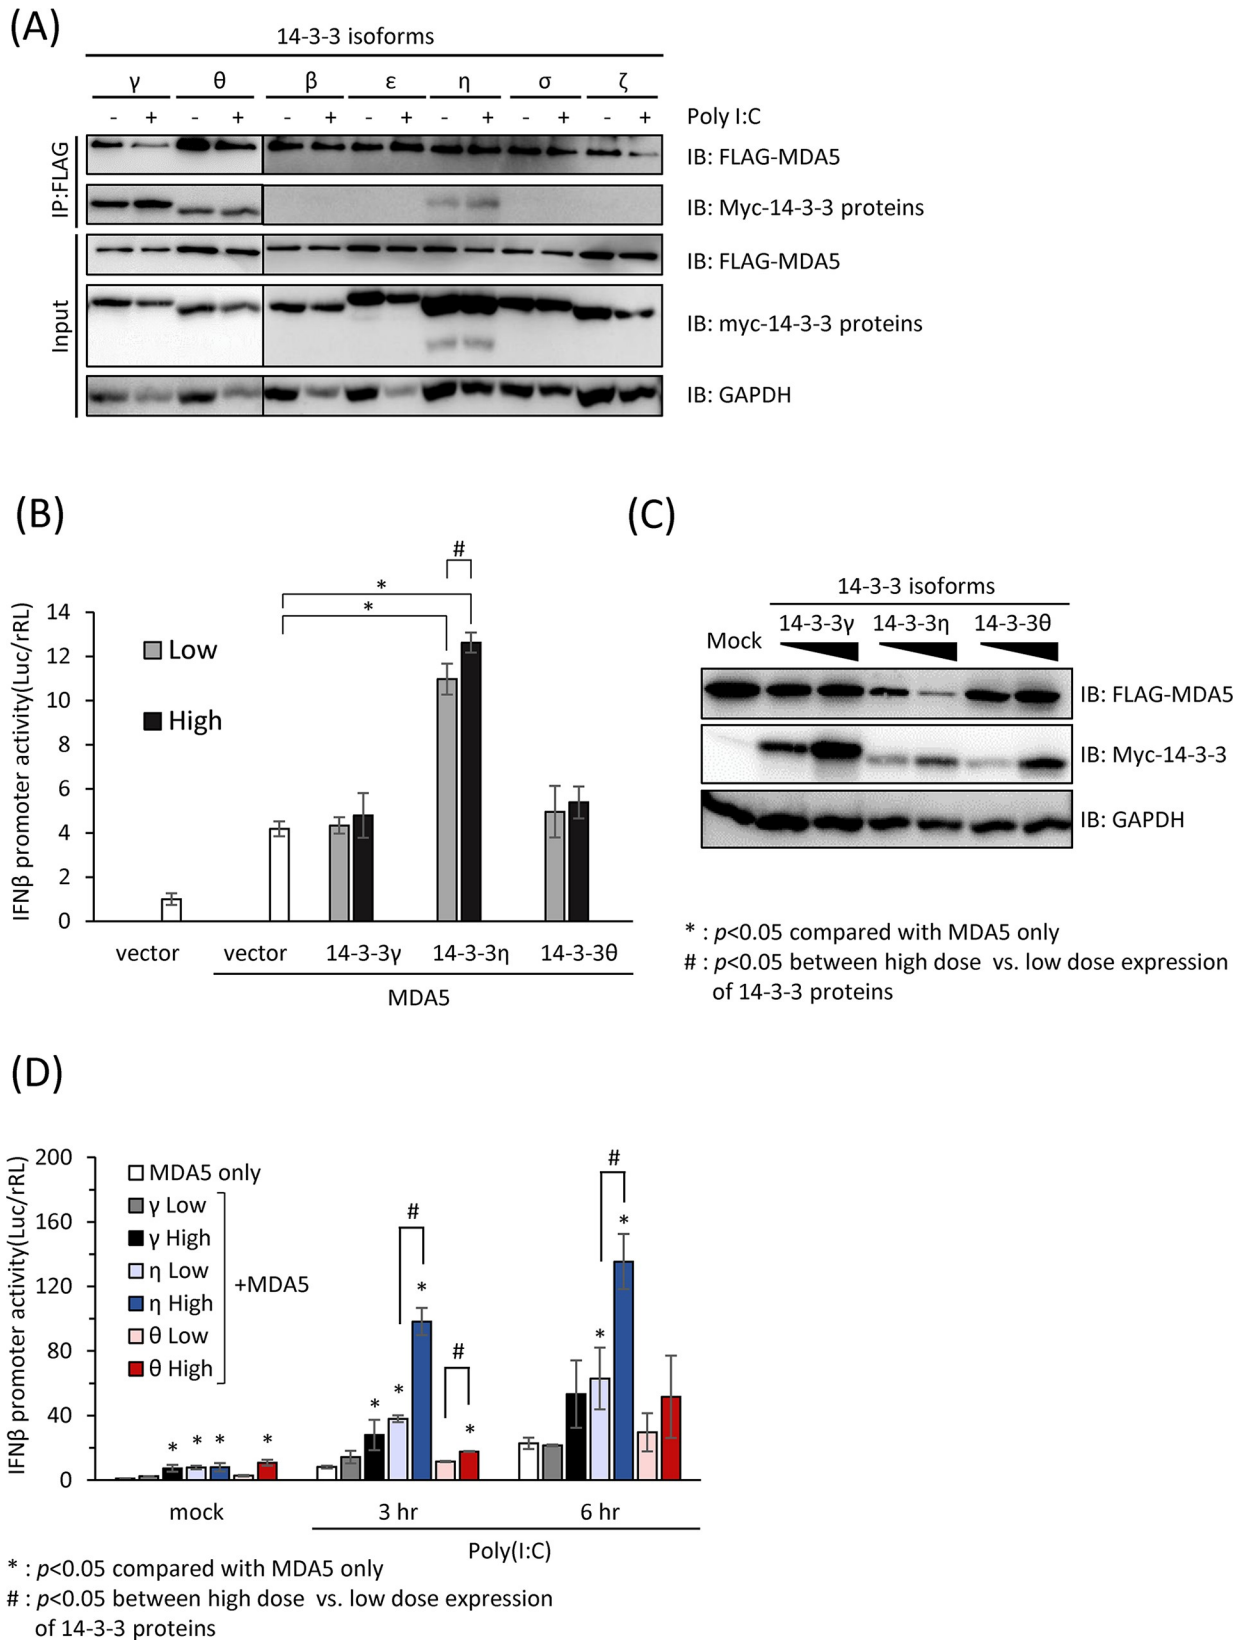 (A)
14-3-3 isoforms
γ θ β ε η σ ζ
- + - + - + - + - + - + - + Poly I:C
IP:FLAG
IB: FLAG-MDA5
IB: Myc-14-3-3 proteins
Input
IB: FLAG-MDA5
IB: myc-14-3-3 proteins
IB: GAPDH
(B)
IFNβ promoter activity(Luc/rRL)
14
12
10
8
6
4
2
0
Low
High
*
*
#
vector vector 14-3-3γ 14-3-3η 14-3-3θ
MDA5
(C)
14-3-3 isoforms
Mock 14-3-3γ 14-3-3η 14-3-3θ
IB: FLAG-MDA5
IB: Myc-14-3-3
IB: GAPDH
* : p<0.05 compared with MDA5 only
# : p<0.05 between high dose vs. low dose expression
of 14-3-3 proteins
(D)
IFNβ promoter activity(Luc/rRL)
200
160
120
80
40
0
MDA5 only
γ Low
γ High
η Low
η High
θ Low
θ High
+MDA5
* * * *
* * * *
# #
* *
#
mock 3 hr 6 hr
Poly(I:C)
* : p<0.05 compared with MDA5 only
# : p<0.05 between high dose vs. low dose expression
of 14-3-3 proteins